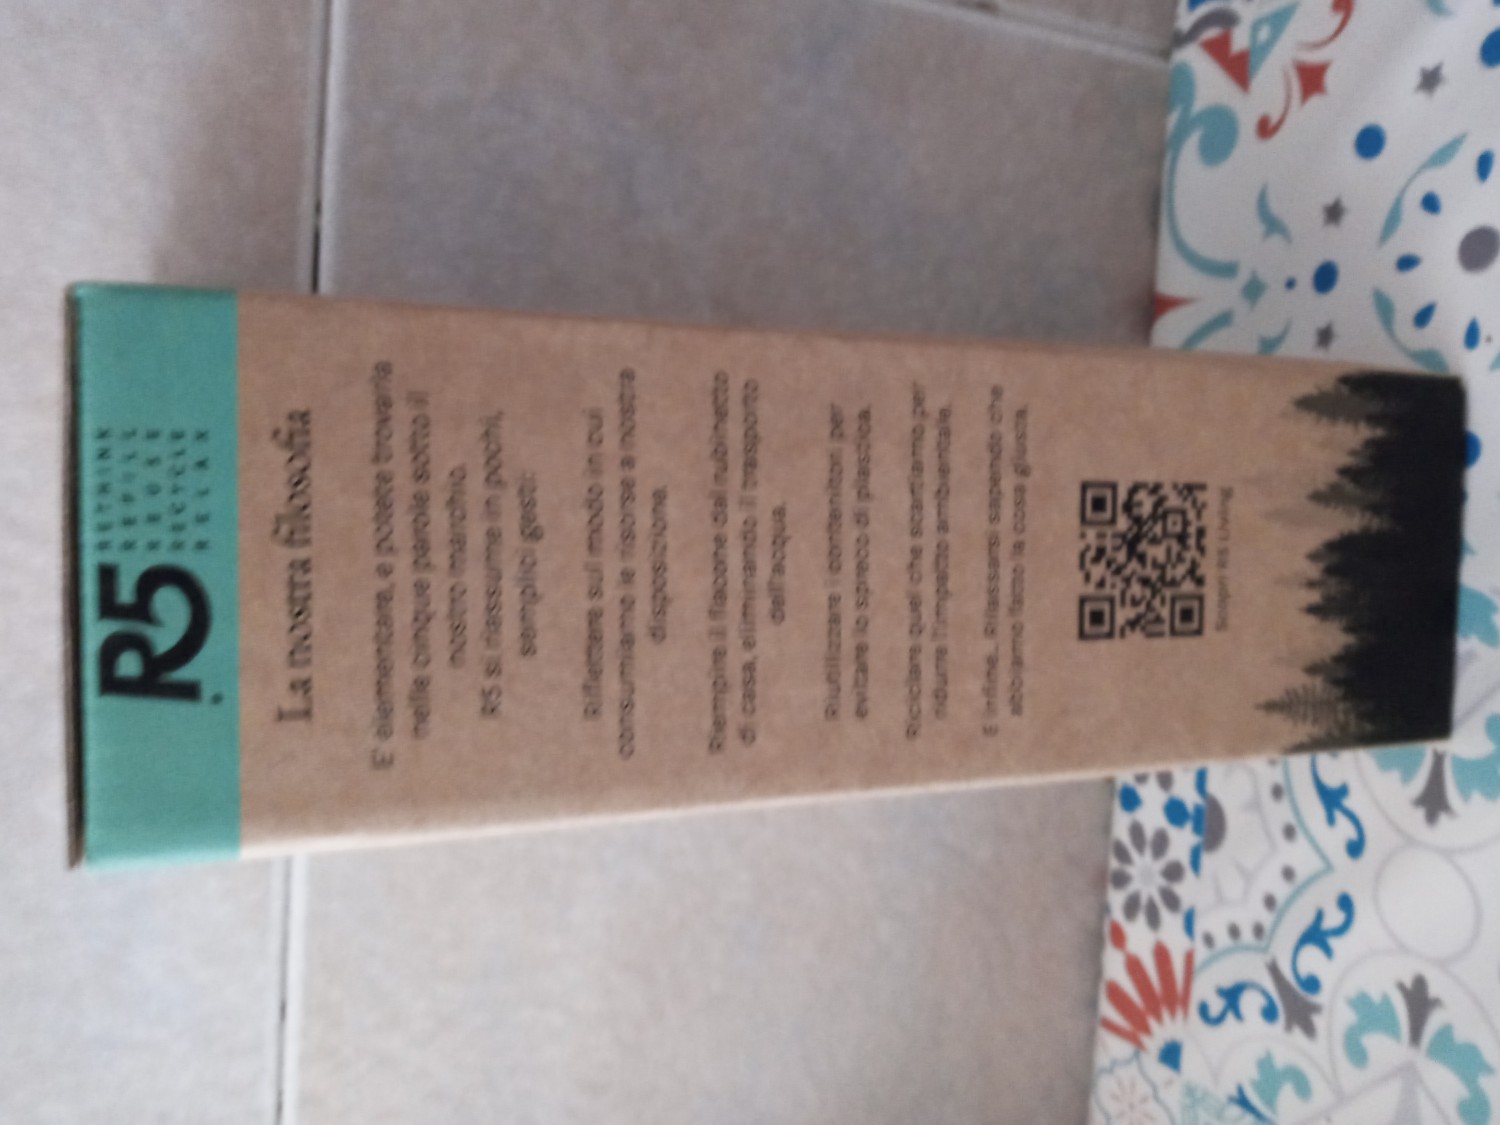 R5
RETHINK
REFILL
REUSE
RECYCLE
RELAX
La nostra filosofia
E' elementare, e potete trovarla
nelle cinque parole sotto il
nostro marchio.
R5 si riassume in pochi,
semplici gesti:
Riflettere sul modo in cui
consumiamo le risorse a nostra
disposizione.
Riempire il flacone dal rubinetto
di casa, eliminando il trasporto
dell'acqua.
Riutilizzare i contenitori per
evitare lo spreco di plastica.
Riciclare quel che scartiamo per
ridurre l'impatto ambientale.
E infine... Rilassarsi sapendo che
abbiamo fatto la cosa giusta.
Scopri R5 Living